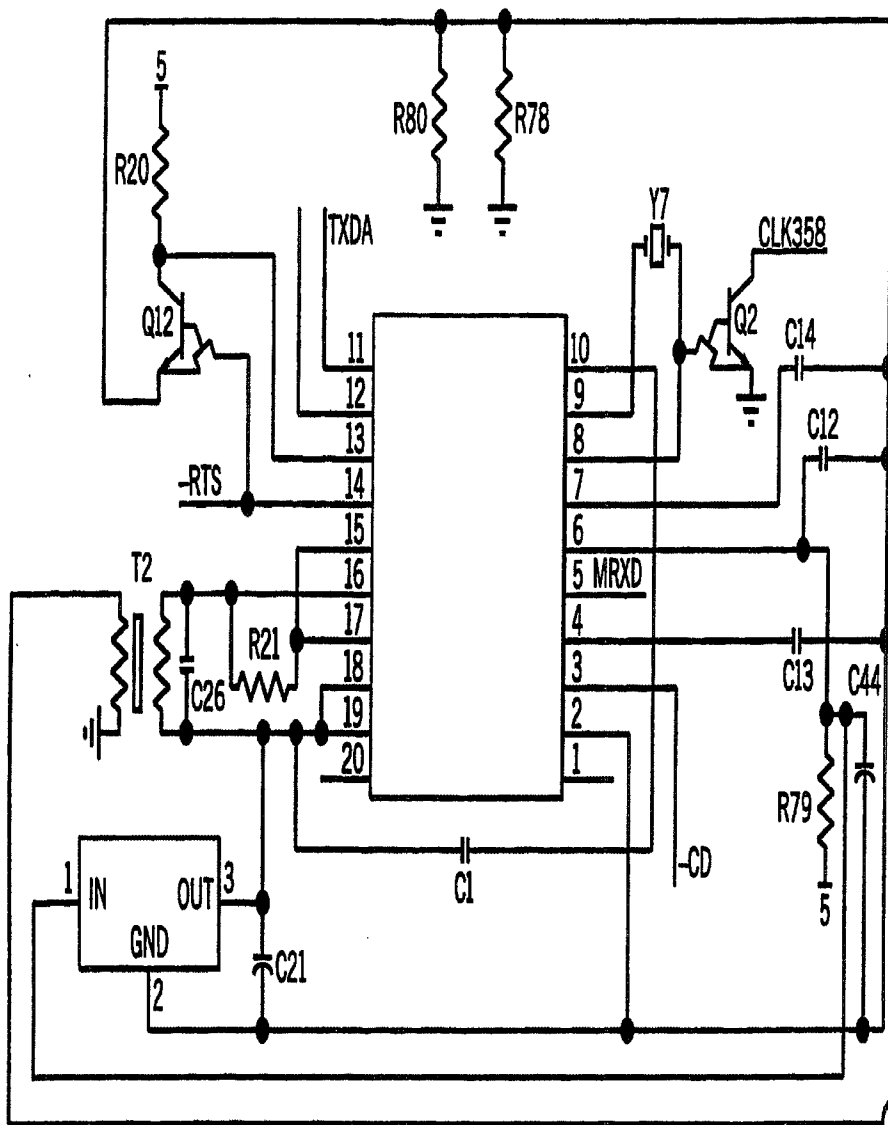 5
R20
R80
R78
TXDA
Y7
CLK358
Q12
Q2
C14
11
10
12
9
C12
13
8
-RTS
14
7
15
6
T2
16
5
MRXD
R21
17
4
C26
18
3
C13
C44
19
2
20
1
R79
-CD
C1
5
1
IN
OUT
3
GND
2
C21